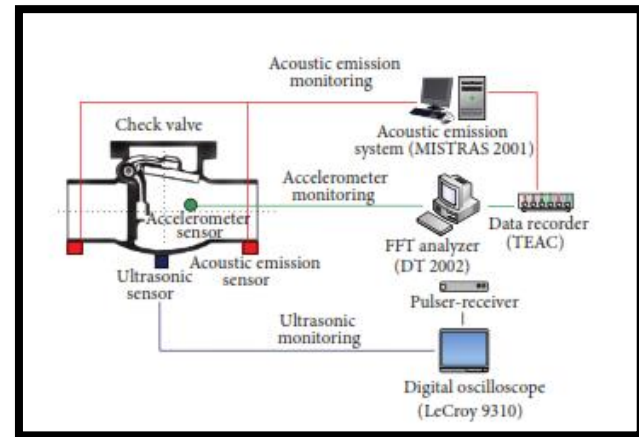 Acoustic emission
monitoring
Check valve
Acoustic emission
system (MISTRAS 2001)
Accelerometer
monitoring
Accelerometer
sensor
Data recorder
(TEAC)
FFT analyzer
(DT 2002)
Ultrasonic
sensor
Acoustic emission
sensor
Pulser-receiver
Ultrasonic
monitoring
Digital oscilloscope
(LeCroy 9310)